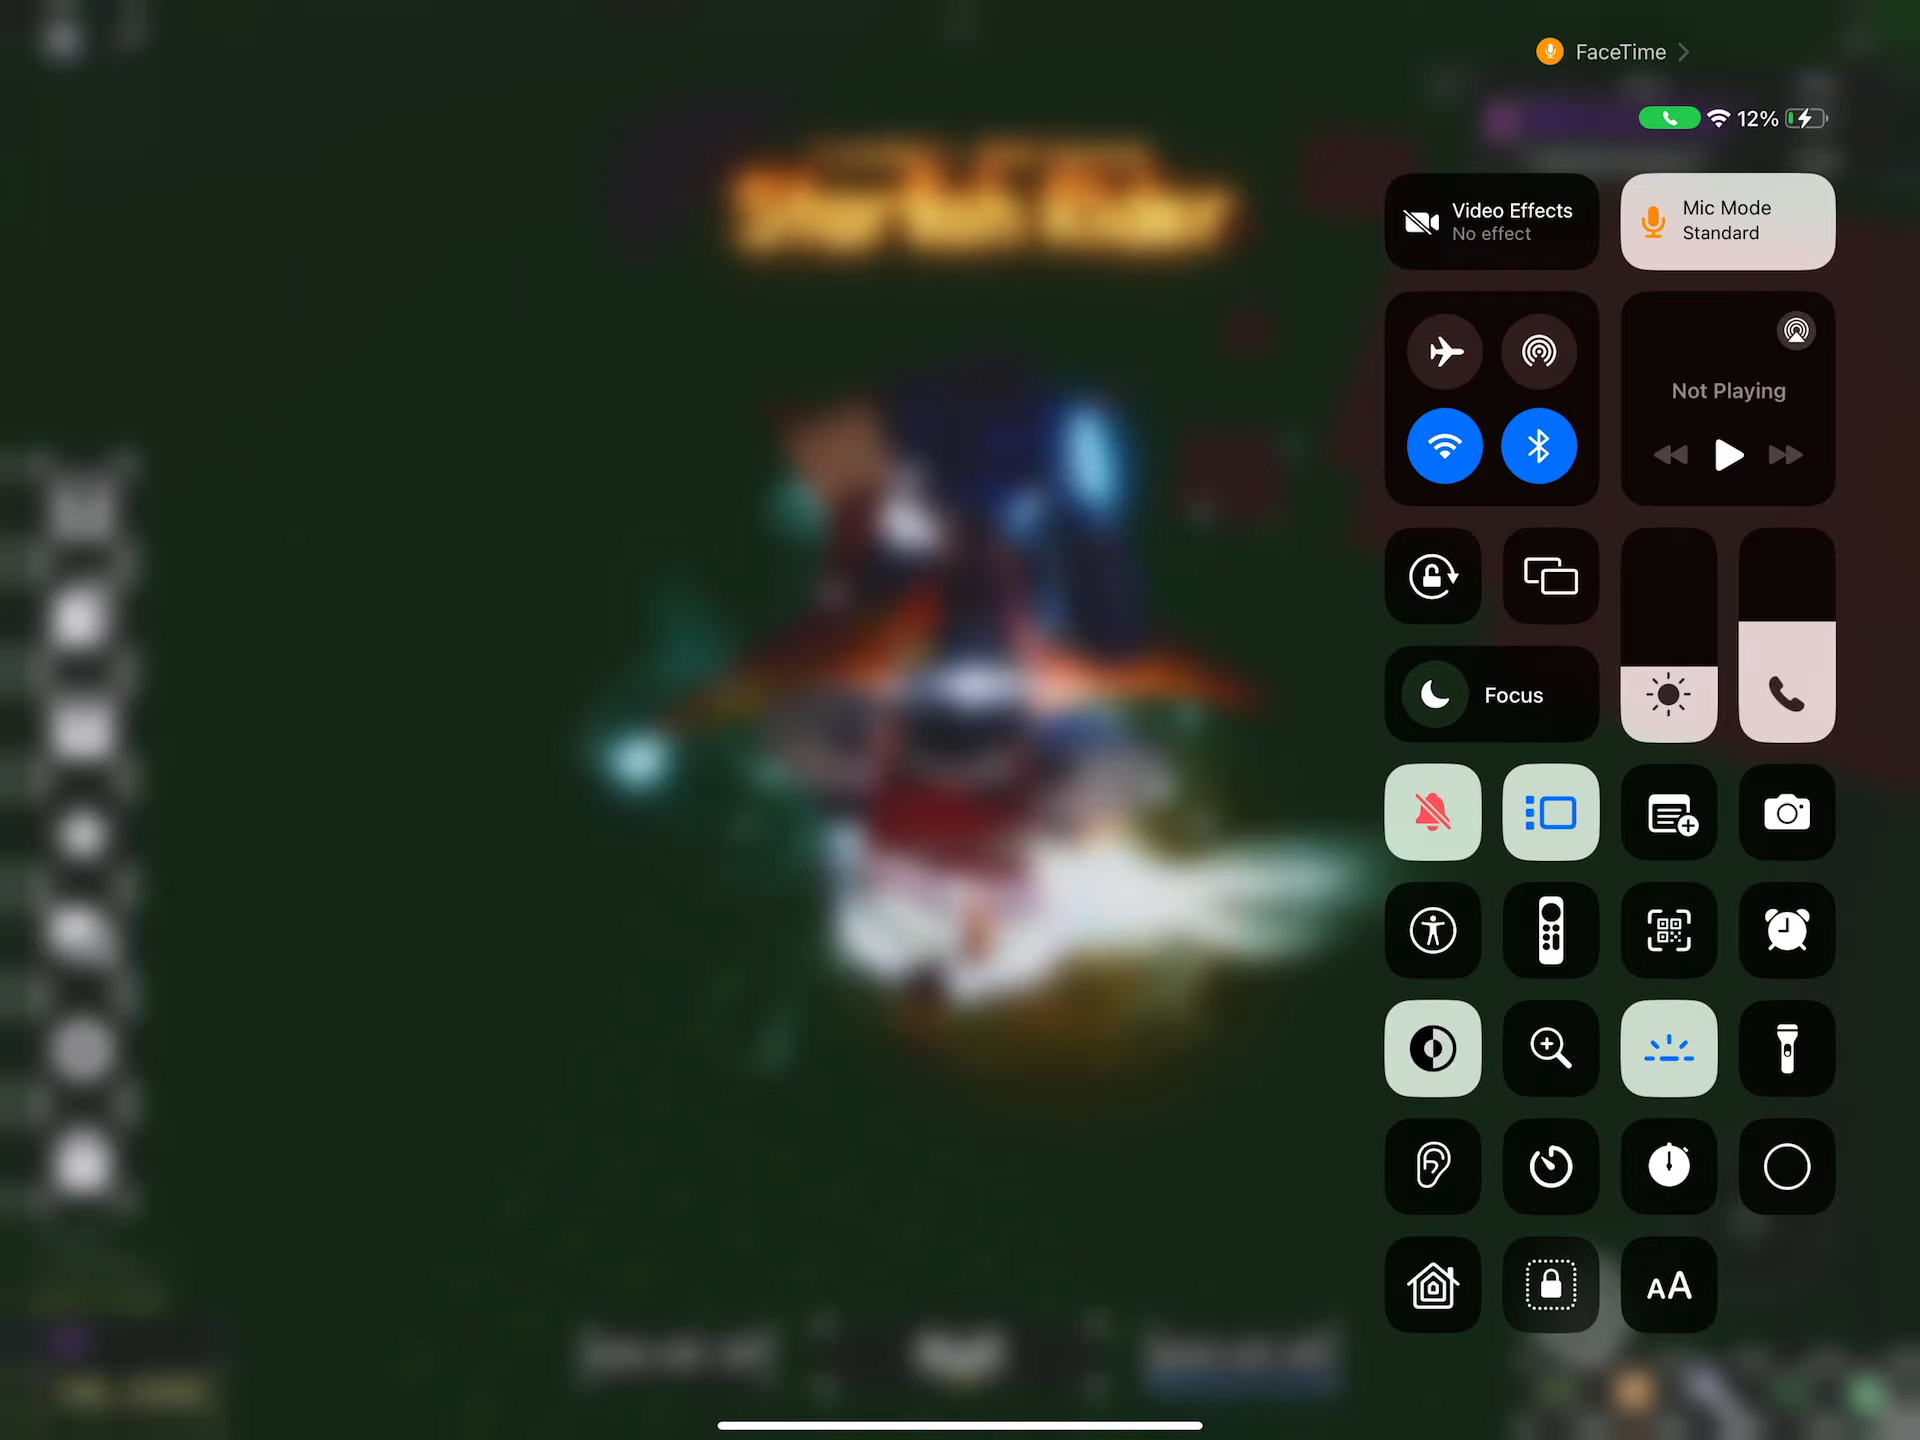 FaceTime
12%
Video Effects
No effect
Mic Mode
Standard
Not Playing
Focus
AA